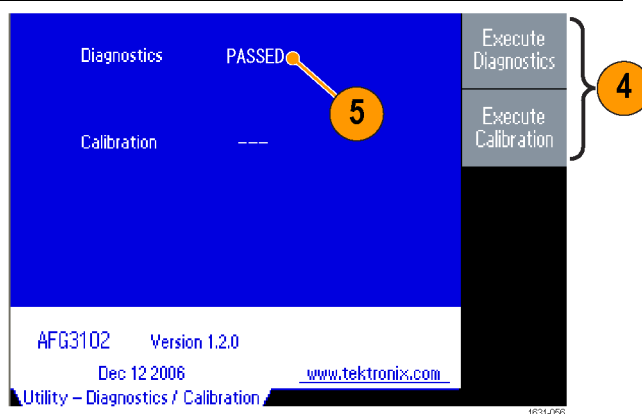 Diagnostics PASSED
Execute
Diagnostics
4
5
Execute
Calibration
Calibration ---
AFG3102 Version 1.2.0
Dec 12 2006 www.tektronix.com
Utility – Diagnostics / Calibration
1631-056